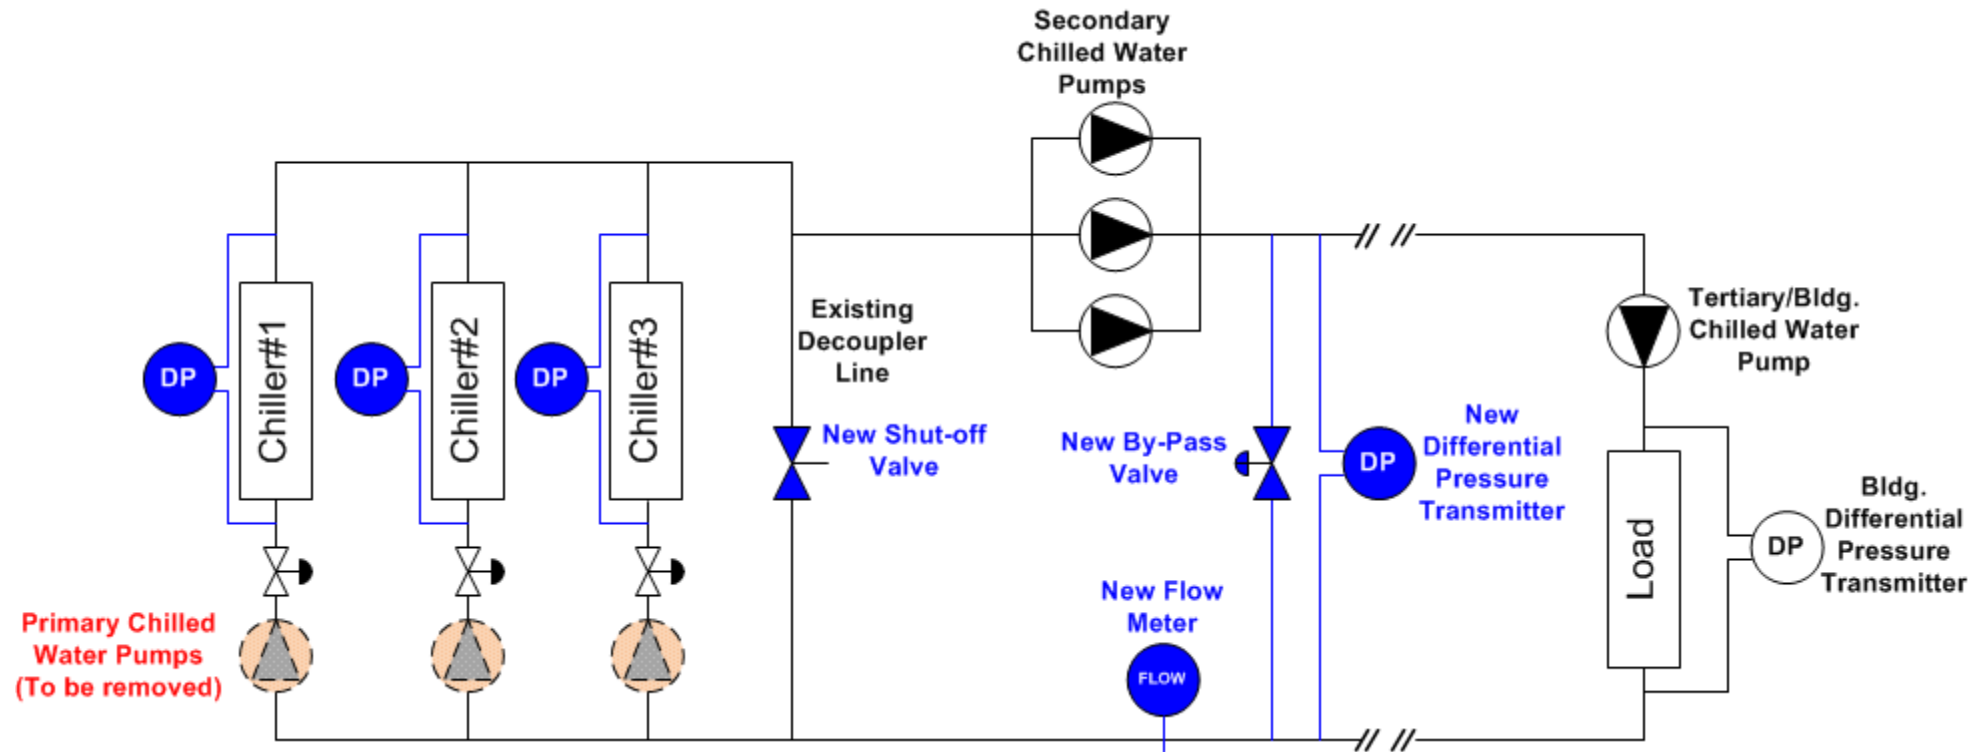 Secondary
Chilled Water
Pumps
Chiller#1
Chiller#2
Chiller#3
DP
DP
DP
Existing
Decoupler
Line
New Shut-off
Valve
New By-Pass
Valve
New
Differential
Pressure
Transmitter
DP
Tertiary/Bldg.
Chilled Water
Pump
Load
DP
Bldg.
Differential
Pressure
Transmitter
New Flow
Meter
FLOW
Primary Chilled
Water Pumps
(To be removed)